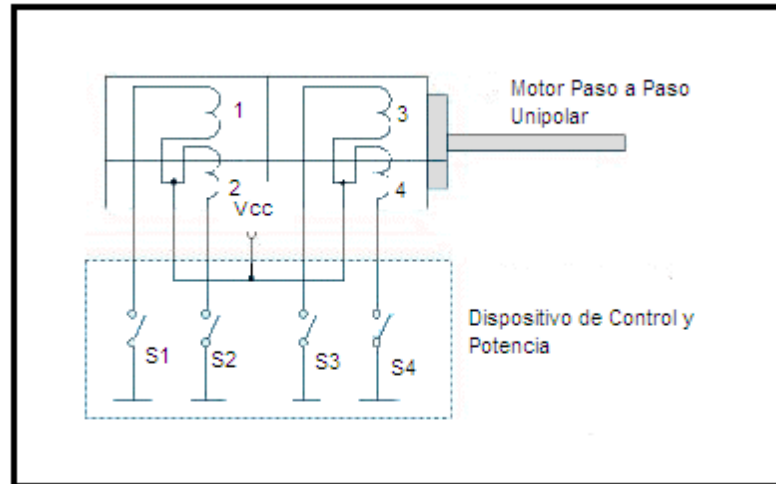 Motor Paso a Paso
Unipolar
1
3
2
4
Vcc
S1
S2
S3
S4
Dispositivo de Control y
Potencia